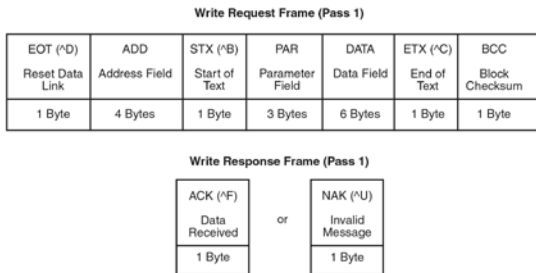 Write Request Frame (Pass 1)
EOT (^D) ADD STX (^B) PAR DATA ETX (^C) BCC
Reset Data Address Field Start of Parameter Data Field End of Block
Link Text Field Text Checksum
1 Byte 4 Bytes 1 Byte 3 Bytes 6 Bytes 1 Byte 1 Byte
Write Response Frame (Pass 1)
ACK (^F) NAK (^U)
Data or Invalid
Received Message
1 Byte 1 Byte